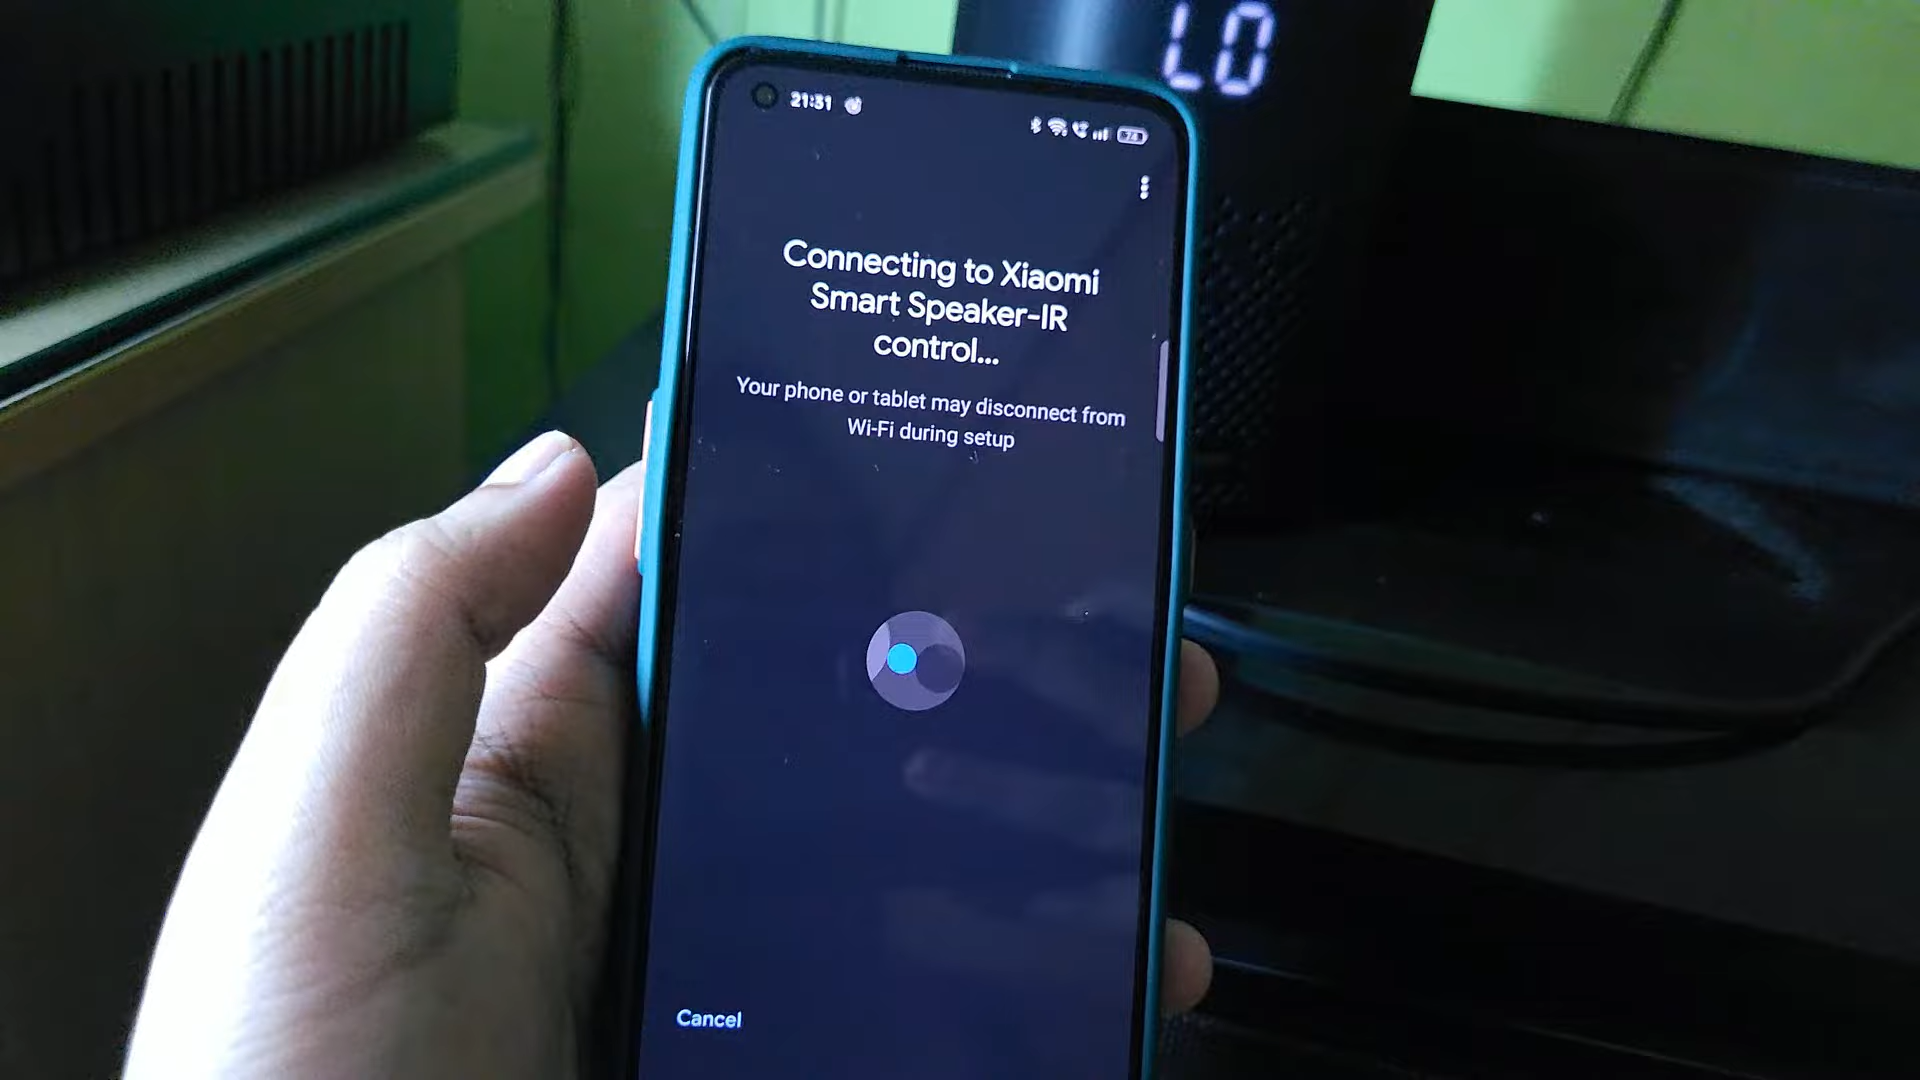 LO
21:31
Connecting to Xiaomi
Smart Speaker-IR
control...
Your phone or tablet may disconnect from
Wi-Fi during setup
Cancel